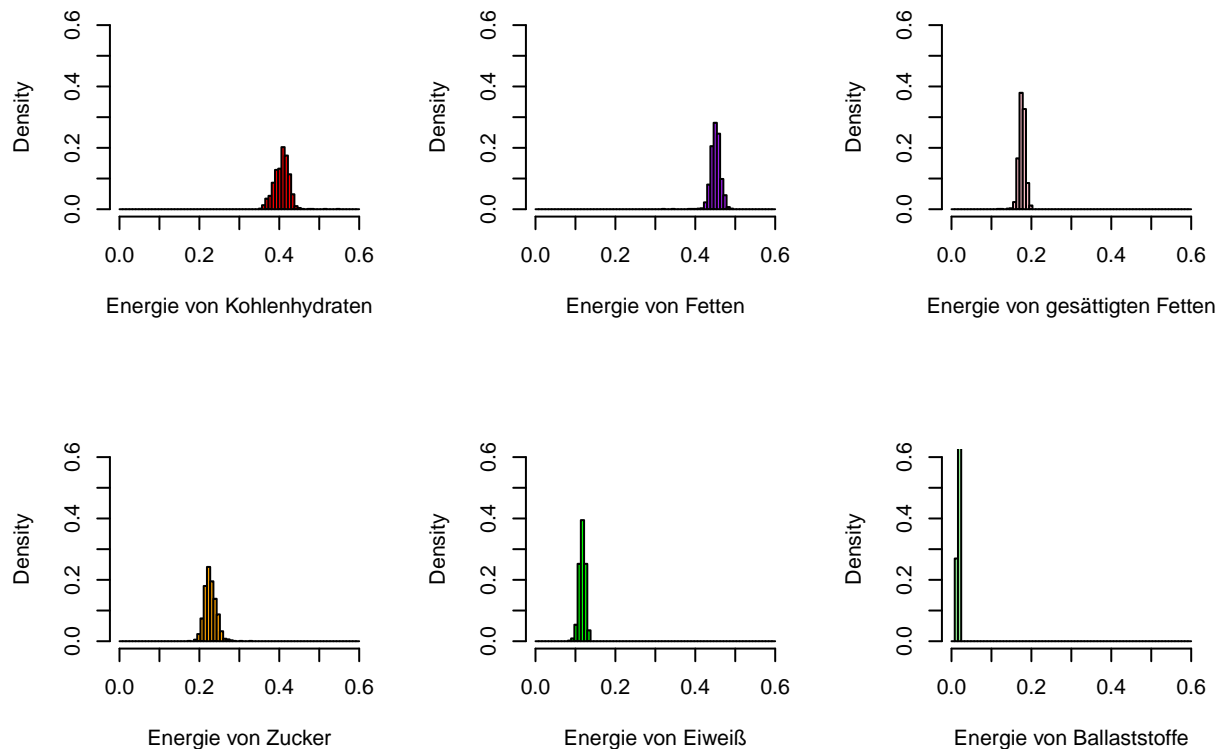 Density
0.0 0.2 0.4 0.6
0.0 0.2 0.4 0.6
Energie von Kohlenhydraten
Density
0.0 0.2 0.4 0.6
0.0 0.2 0.4 0.6
Energie von Fetten
Density
0.0 0.2 0.4 0.6
0.0 0.2 0.4 0.6
Energie von gesättigten Fetten
Density
0.0 0.2 0.4 0.6
0.0 0.2 0.4 0.6
Energie von Zucker
Density
0.0 0.2 0.4 0.6
0.0 0.2 0.4 0.6
Energie von Eiweiß
Density
0.0 0.2 0.4 0.6
0.0 0.2 0.4 0.6
Energie von Ballaststoffe